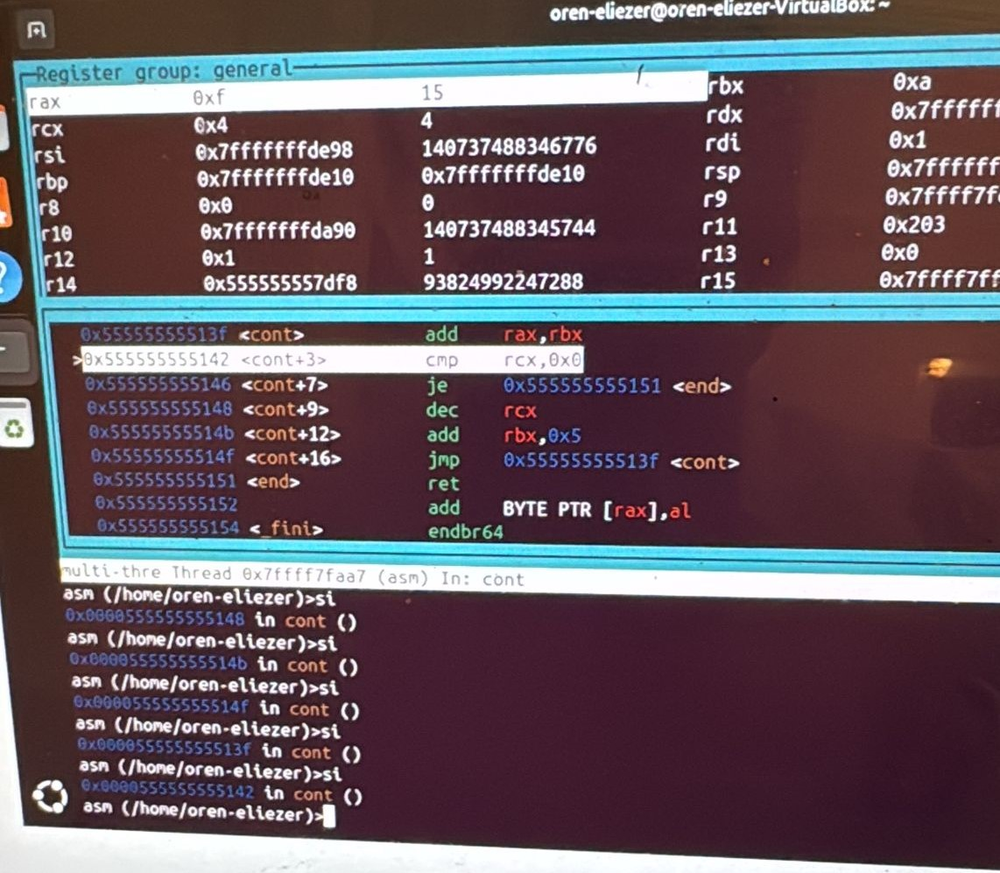 oren-eliezer@oren-eliezer-VirtualBox: ~
Register group: general
rax 0xf 15 rbx 0xa
rcx 0x4 4 rdx 0x7ffffff
rsi 0x7fffffffde98 140737488346776 rdi 0x1
rbp 0x7fffffffde10 0x7fffffffde10 rsp 0x7ffffff
r8 0x0 0 r9 0x7ffff7f
r10 0x7fffffffda90 140737488345744 r11 0x203
r12 0x1 1 r13 0x0
r14 0x555555557df8 93824992247288 r15 0x7ffff7ff
0x55555555513f <cont> add rax,rbx
>0x555555555142 <cont+3> cmp rcx,0x0
0x555555555146 <cont+7> je 0x555555555151 <end>
0x555555555148 <cont+9> dec rcx
0x55555555514b <cont+12> add rbx,0x5
0x55555555514f <cont+16> jmp 0x55555555513f <cont>
0x555555555151 <end> ret
0x555555555152 add BYTE PTR [rax],al
0x555555555154 <_fini> endbr64
multi-thre Thread 0x7ffff7faa7 (asm) In: cont
asm (/home/oren-eliezer)>si
0x0000555555555148 in cont ()
asm (/home/oren-eliezer)>si
0x000055555555514b in cont ()
asm (/home/oren-eliezer)>si
0x000055555555514f in cont ()
asm (/home/oren-eliezer)>si
0x000055555555513f in cont ()
asm (/home/oren-eliezer)>si
0x0000555555555142 in cont ()
asm (/home/oren-eliezer)>